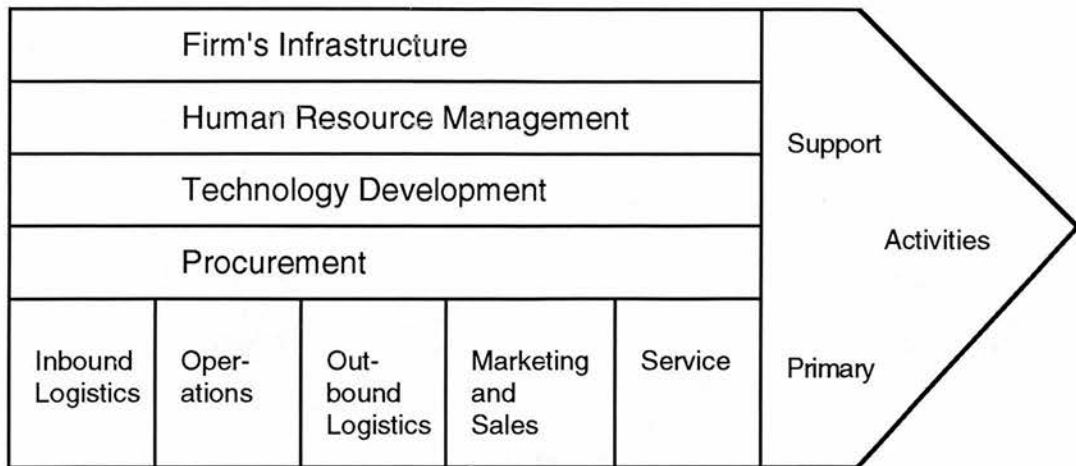 Firm's Infrastructure
Human Resource Management
Technology Development
Procurement
Support
Activities
Primary
Inbound
Logistics
Oper-
ations
Out-
bound
Logistics
Marketing
and
Sales
Service